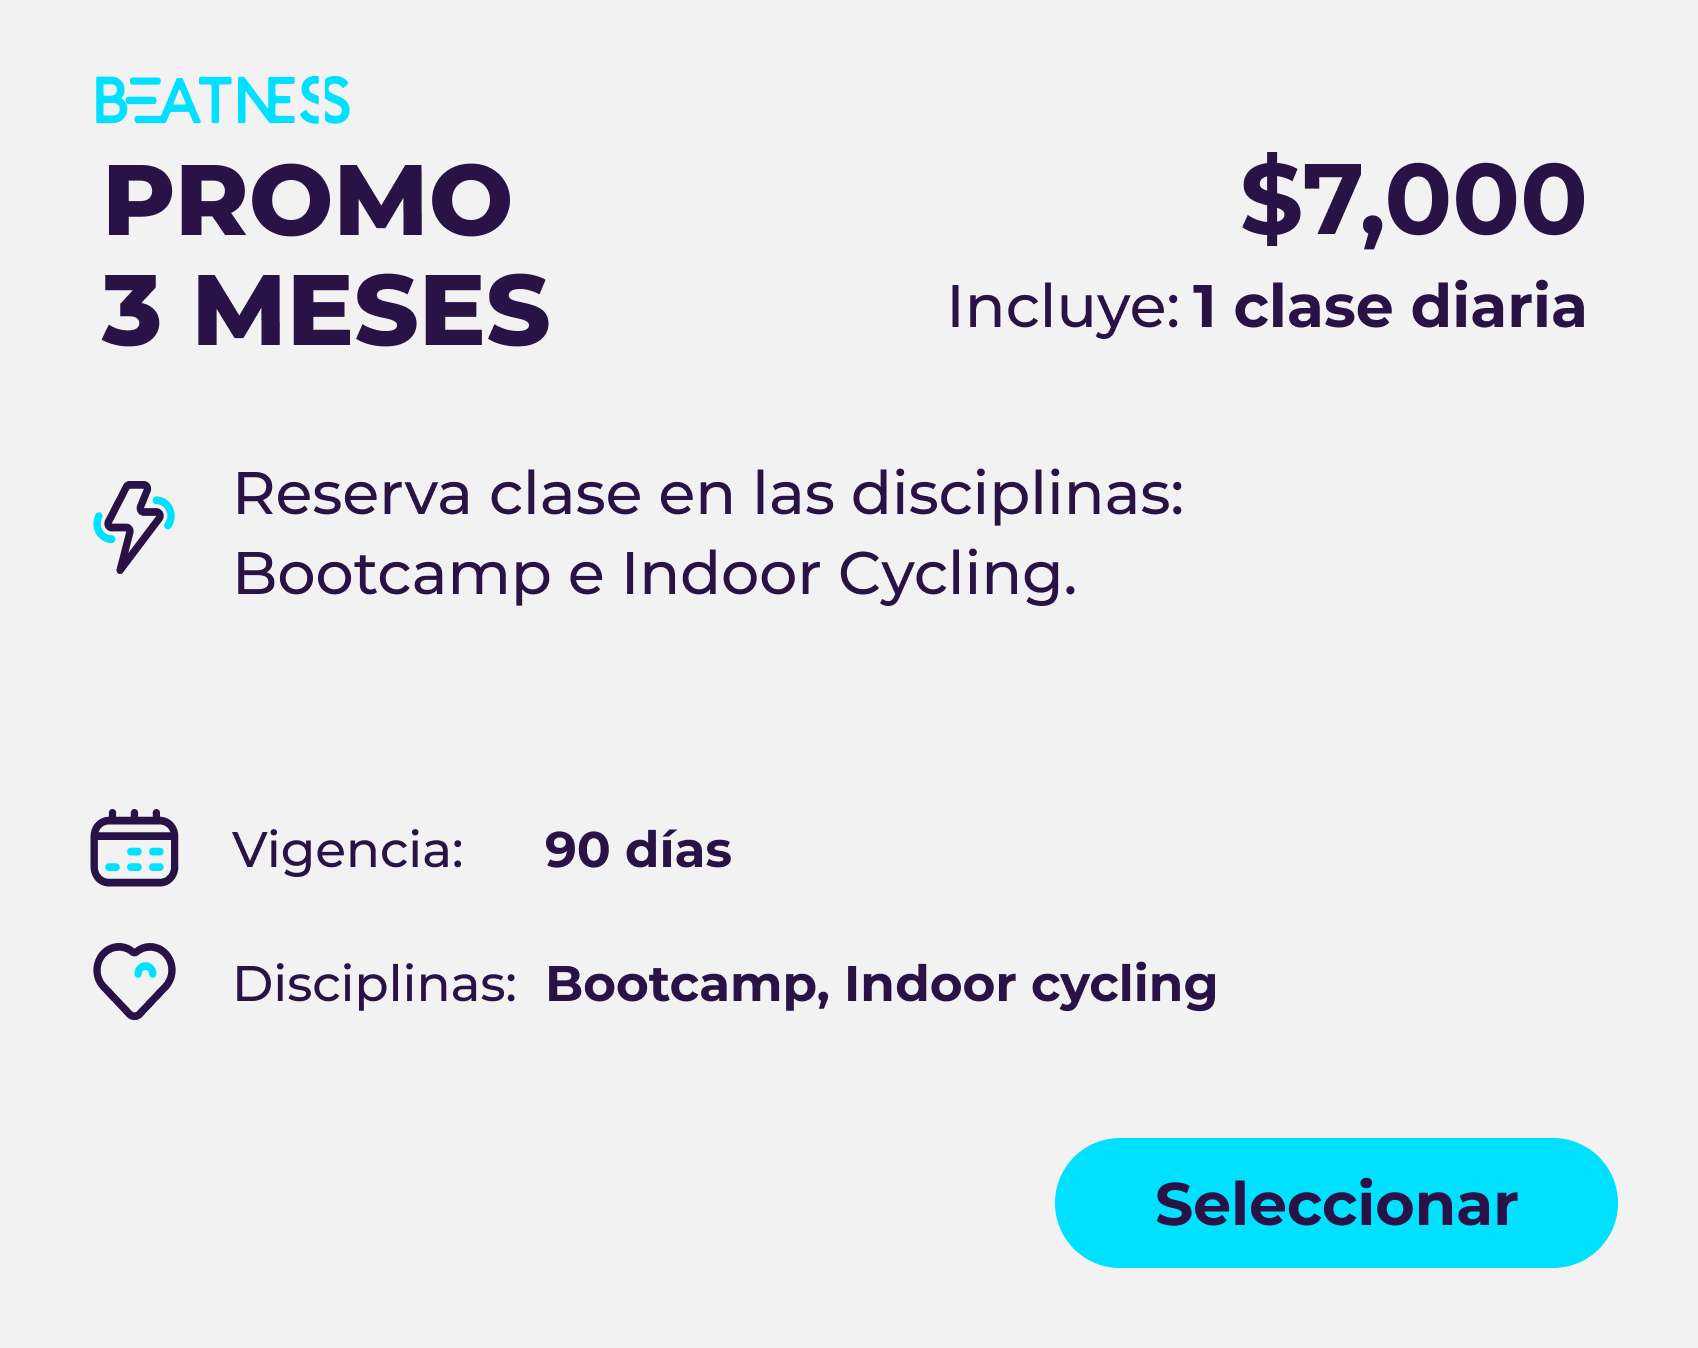 BEATNESS
PROMO
3 MESES
$7,000
Incluye: 1 clase diaria
Reserva clase en las disciplinas:
Bootcamp e Indoor Cycling.
Vigencia: 90 días
Disciplinas: Bootcamp, Indoor cycling
Seleccionar